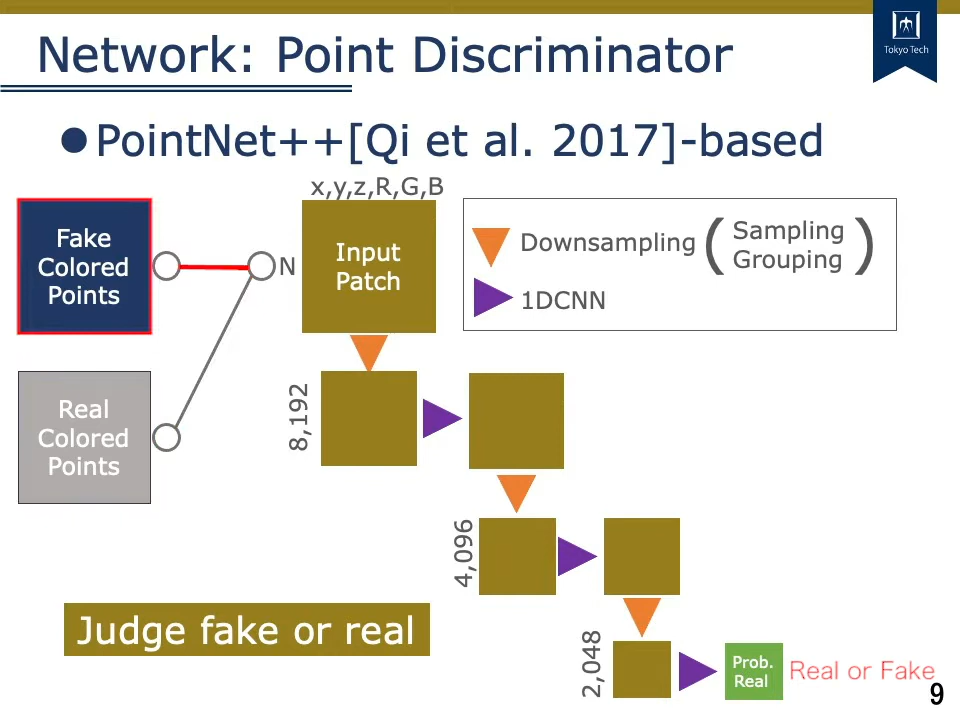 Tokyo Tech
Network: Point Discriminator
●PointNet++[Qi et al. 2017]-based
x,y,z,R,G,B
Fake
Colored
Points
N
Input
Patch
Downsampling
(Sampling
Grouping)
1DCNN
Real
Colored
Points
8,192
4,096
Judge fake or real
2,048
Prob.
Real
Real or Fake
9